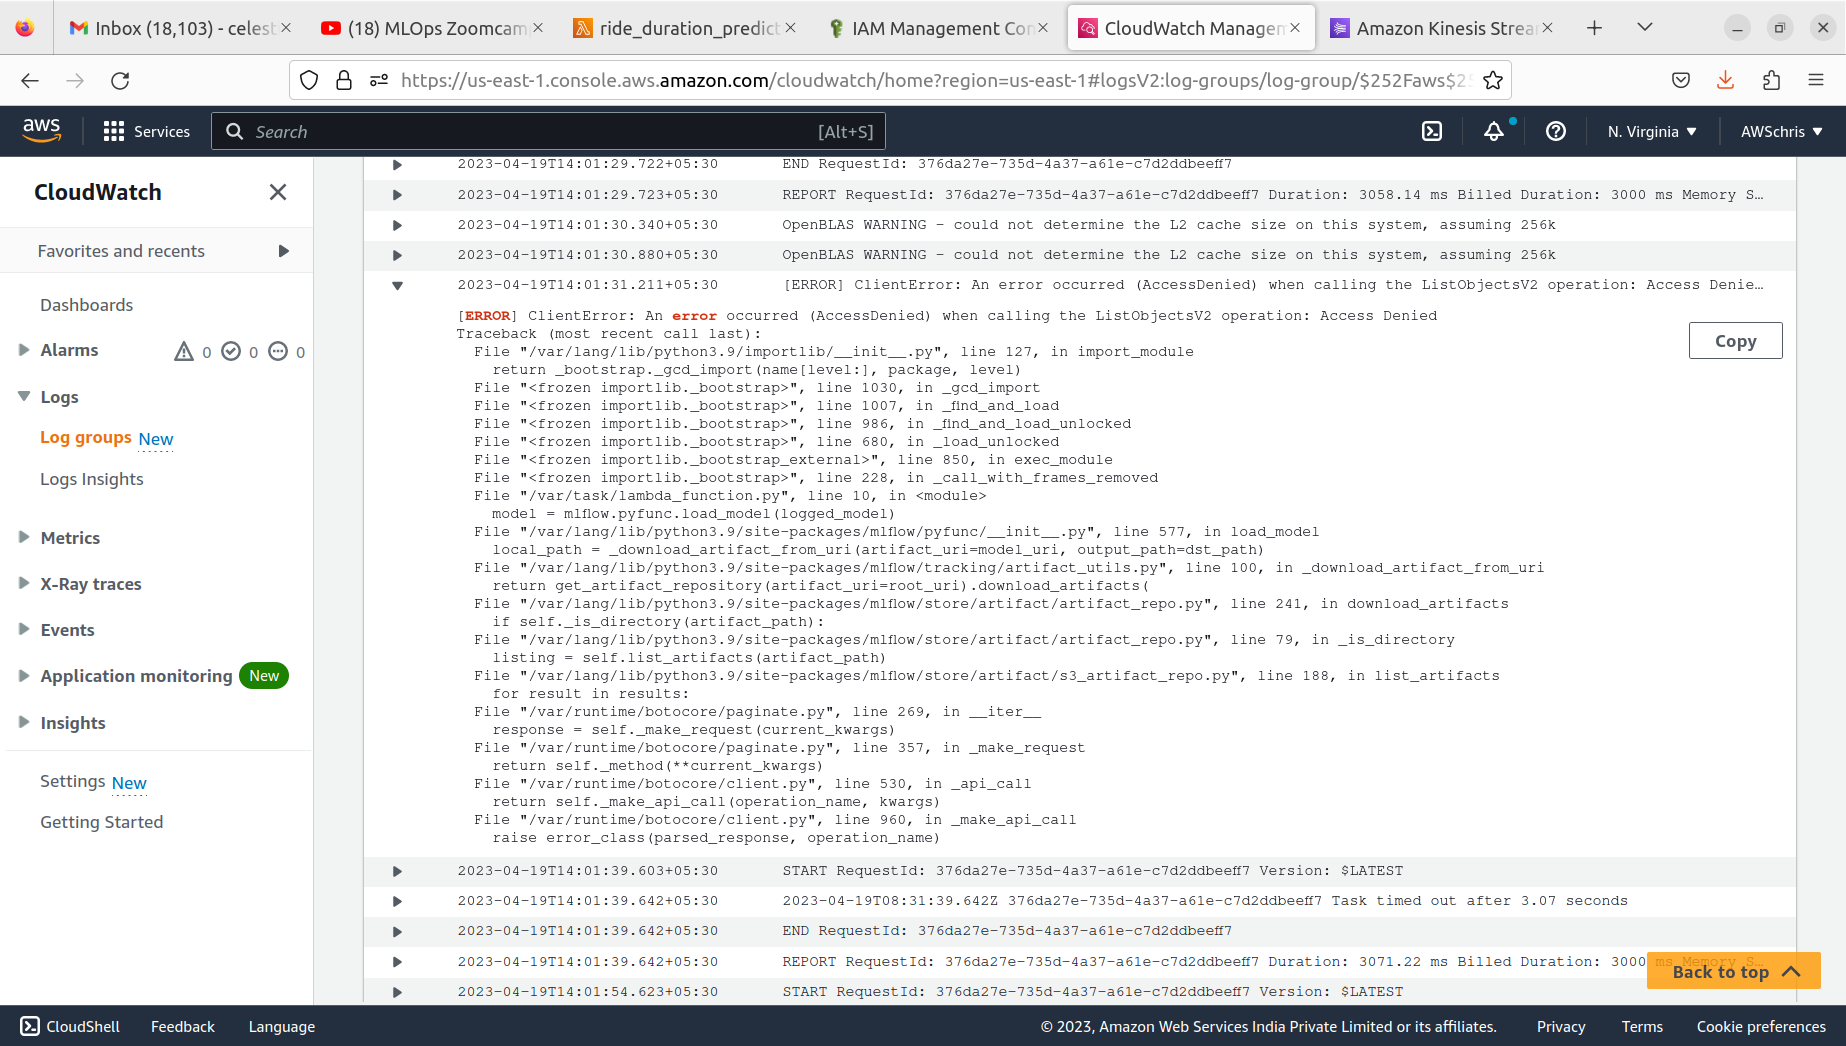 Inbox (18,103) - celest
(18) MLOps Zoomcam
ride_duration_predict
IAM Management Con
CloudWatch Managem
Amazon Kinesis Strea
https://us-east-1.console.aws.amazon.com/cloudwatch/home?region=us-east-1#logsV2:log-groups/log-group/$252Faws$25
aws
Services
Search
[Alt+S]
N. Virginia
AWSchris
CloudWatch
Favorites and recents
Dashboards
Alarms 0 0 0
Logs
Log groups New
Logs Insights
Metrics
X-Ray traces
Events
Application monitoring New
Insights
Settings New
Getting Started
2023-04-19T14:01:29.722+05:30 END RequestId: 376da27e-735d-4a37-a61e-c7d2ddbeeff7
2023-04-19T14:01:29.723+05:30 REPORT RequestId: 376da27e-735d-4a37-a61e-c7d2ddbeeff7 Duration: 3058.14 ms Billed Duration: 3000 ms Memory S…
2023-04-19T14:01:30.340+05:30 OpenBLAS WARNING - could not determine the L2 cache size on this system, assuming 256k
2023-04-19T14:01:30.880+05:30 OpenBLAS WARNING - could not determine the L2 cache size on this system, assuming 256k
2023-04-19T14:01:31.211+05:30 [ERROR] ClientError: An error occurred (AccessDenied) when calling the ListObjectsV2 operation: Access Denie…
[ERROR] ClientError: An error occurred (AccessDenied) when calling the ListObjectsV2 operation: Access Denied
Traceback (most recent call last):
File "/var/lang/lib/python3.9/importlib/__init__.py", line 127, in import_module
return _bootstrap._gcd_import(name[level:], package, level)
File "<frozen importlib._bootstrap>", line 1030, in _gcd_import
File "<frozen importlib._bootstrap>", line 1007, in _find_and_load
File "<frozen importlib._bootstrap>", line 986, in _find_and_load_unlocked
File "<frozen importlib._bootstrap>", line 680, in _load_unlocked
File "<frozen importlib._bootstrap_external>", line 850, in exec_module
File "<frozen importlib._bootstrap>", line 228, in _call_with_frames_removed
File "/var/task/lambda_function.py", line 10, in <module>
model = mlflow.pyfunc.load_model(logged_model)
File "/var/lang/lib/python3.9/site-packages/mlflow/pyfunc/__init__.py", line 577, in load_model
local_path = _download_artifact_from_uri(artifact_uri=model_uri, output_path=dst_path)
File "/var/lang/lib/python3.9/site-packages/mlflow/tracking/artifact_utils.py", line 100, in _download_artifact_from_uri
return get_artifact_repository(artifact_uri=root_uri).download_artifacts(
File "/var/lang/lib/python3.9/site-packages/mlflow/store/artifact/artifact_repo.py", line 241, in download_artifacts
if self._is_directory(artifact_path):
File "/var/lang/lib/python3.9/site-packages/mlflow/store/artifact/artifact_repo.py", line 79, in _is_directory
listing = self.list_artifacts(artifact_path)
File "/var/lang/lib/python3.9/site-packages/mlflow/store/artifact/s3_artifact_repo.py", line 188, in list_artifacts
for result in results:
File "/var/runtime/botocore/paginate.py", line 269, in __iter__
response = self._make_request(current_kwargs)
File "/var/runtime/botocore/paginate.py", line 357, in _make_request
return self._method(**current_kwargs)
File "/var/runtime/botocore/client.py", line 530, in _api_call
return self._make_api_call(operation_name, kwargs)
File "/var/runtime/botocore/client.py", line 960, in _make_api_call
raise error_class(parsed_response, operation_name)
Copy
2023-04-19T14:01:39.603+05:30 START RequestId: 376da27e-735d-4a37-a61e-c7d2ddbeeff7 Version: $LATEST
2023-04-19T14:01:39.642+05:30 2023-04-19T08:31:39.642Z 376da27e-735d-4a37-a61e-c7d2ddbeeff7 Task timed out after 3.07 seconds
2023-04-19T14:01:39.642+05:30 END RequestId: 376da27e-735d-4a37-a61e-c7d2ddbeeff7
2023-04-19T14:01:39.642+05:30 REPORT RequestId: 376da27e-735d-4a37-a61e-c7d2ddbeeff7 Duration: 3071.22 ms Billed Duration: 3000 ms Memory S…
Back to top
2023-04-19T14:01:54.623+05:30 START RequestId: 376da27e-735d-4a37-a61e-c7d2ddbeeff7 Version: $LATEST
CloudShell
Feedback
Language
© 2023, Amazon Web Services India Private Limited or its affiliates.
Privacy
Terms
Cookie preferences